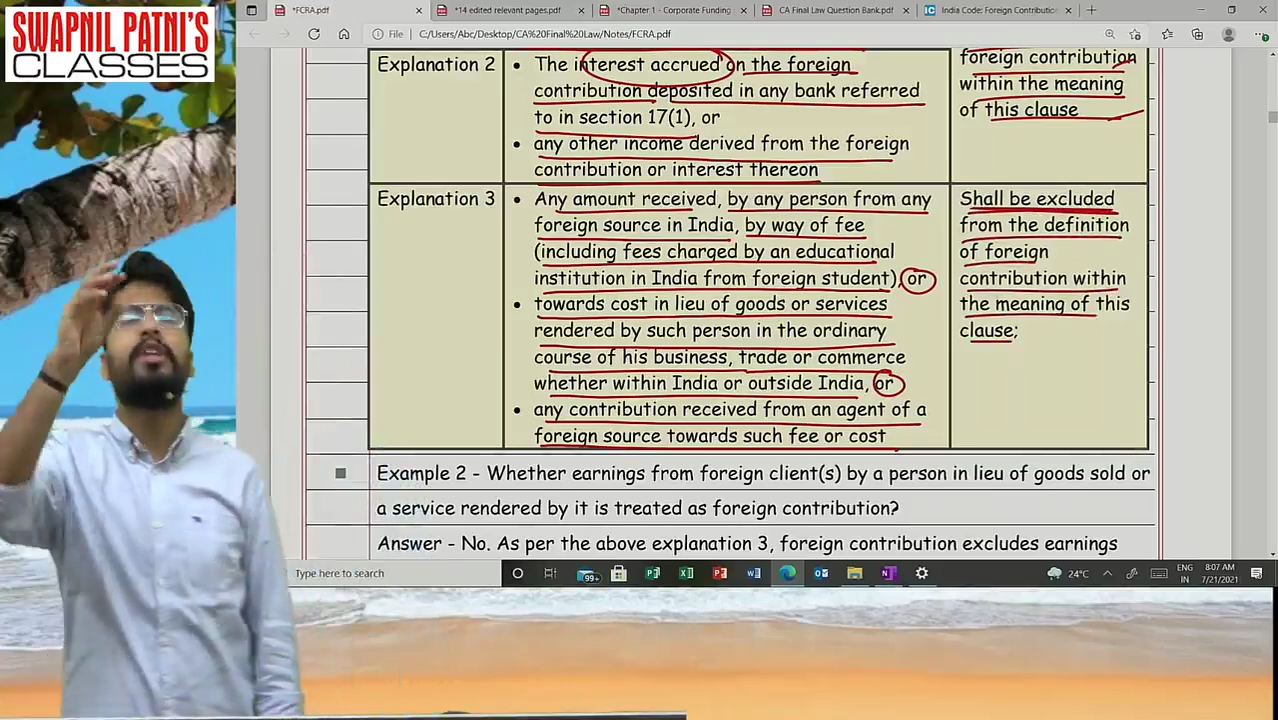 SWAPNIL PATNI'S
CLASSES
*FCRA.pdf
*14 edited relevant pages.pdf
*Chapter 1 - Corporate Funding
CA Final Law Question Bank.pdf
India Code: Foreign Contributio
File
C:/Users/Abc/Desktop/CA%20Final%20Law/Notes/FCRA.pdf
Explanation 2
• The interest accrued on the foreign
contribution deposited in any bank referred
to in section 17(1), or
• any other income derived from the foreign
contribution or interest thereon
foreign contribution
within the meaning
of this clause
Explanation 3
• Any amount received, by any person from any
foreign source in India, by way of fee
(including fees charged by an educational
institution in India from foreign student), or
• towards cost in lieu of goods or services
rendered by such person in the ordinary
course of his business, trade or commerce
whether within India or outside India, or
• any contribution received from an agent of a
foreign source towards such fee or cost
Shall be excluded
from the definition
of foreign
contribution within
the meaning of this
clause;
Example 2 - Whether earnings from foreign client(s) by a person in lieu of goods sold or
a service rendered by it is treated as foreign contribution?
Answer - No. As per the above explanation 3, foreign contribution excludes earnings
Type here to search
99+
24°C
ENG
IN
8:07 AM
7/21/2021